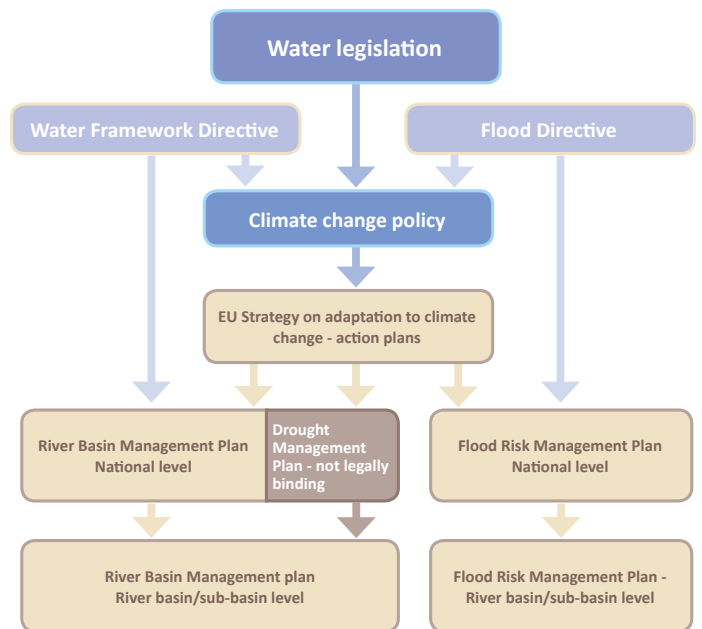 Water legislation
Water Framework Directive
Flood Directive
Climate change policy
EU Strategy on adaptation to climate
change - action plans
River Basin Management Plan
National level
Drought
Management
Plan - not legally
binding
Flood Risk Management Plan
National level
River Basin Management plan
River basin/sub-basin level
Flood Risk Management Plan -
River basin/sub-basin level